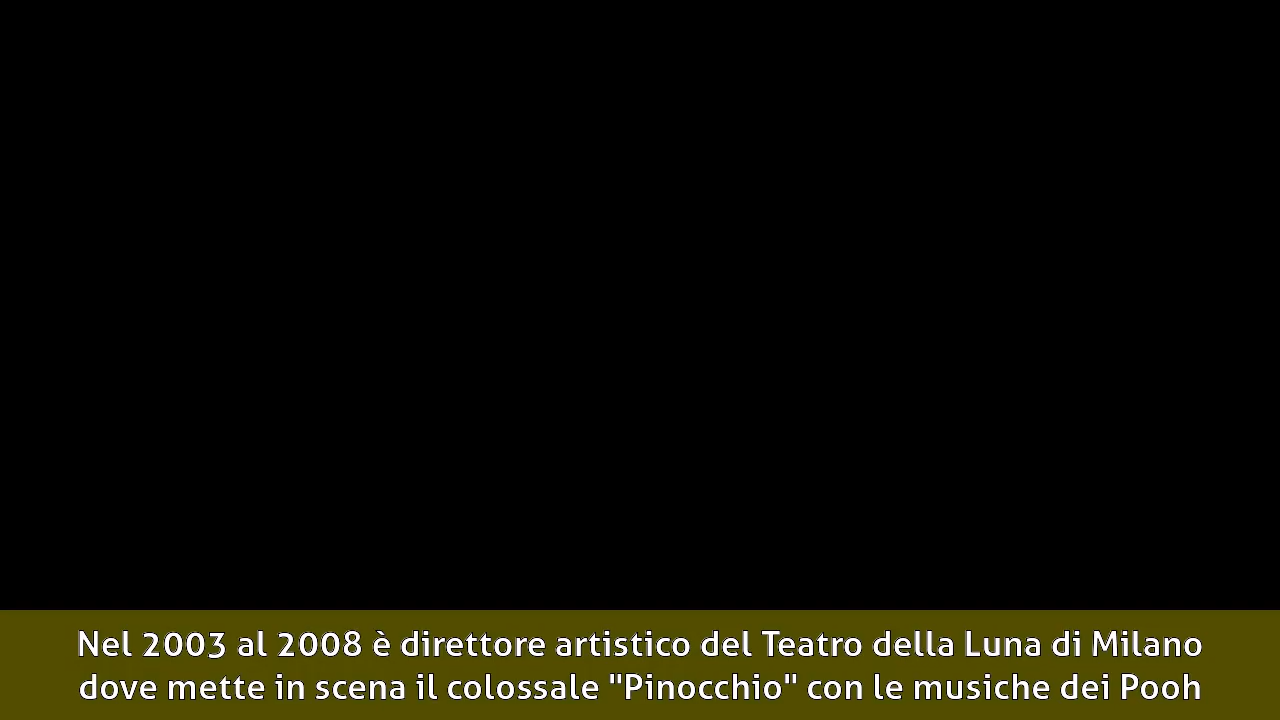 Nel 2003 al 2008 è direttore artistico del Teatro della Luna di Milano
dove mette in scena il colossale "Pinocchio" con le musiche dei Pooh